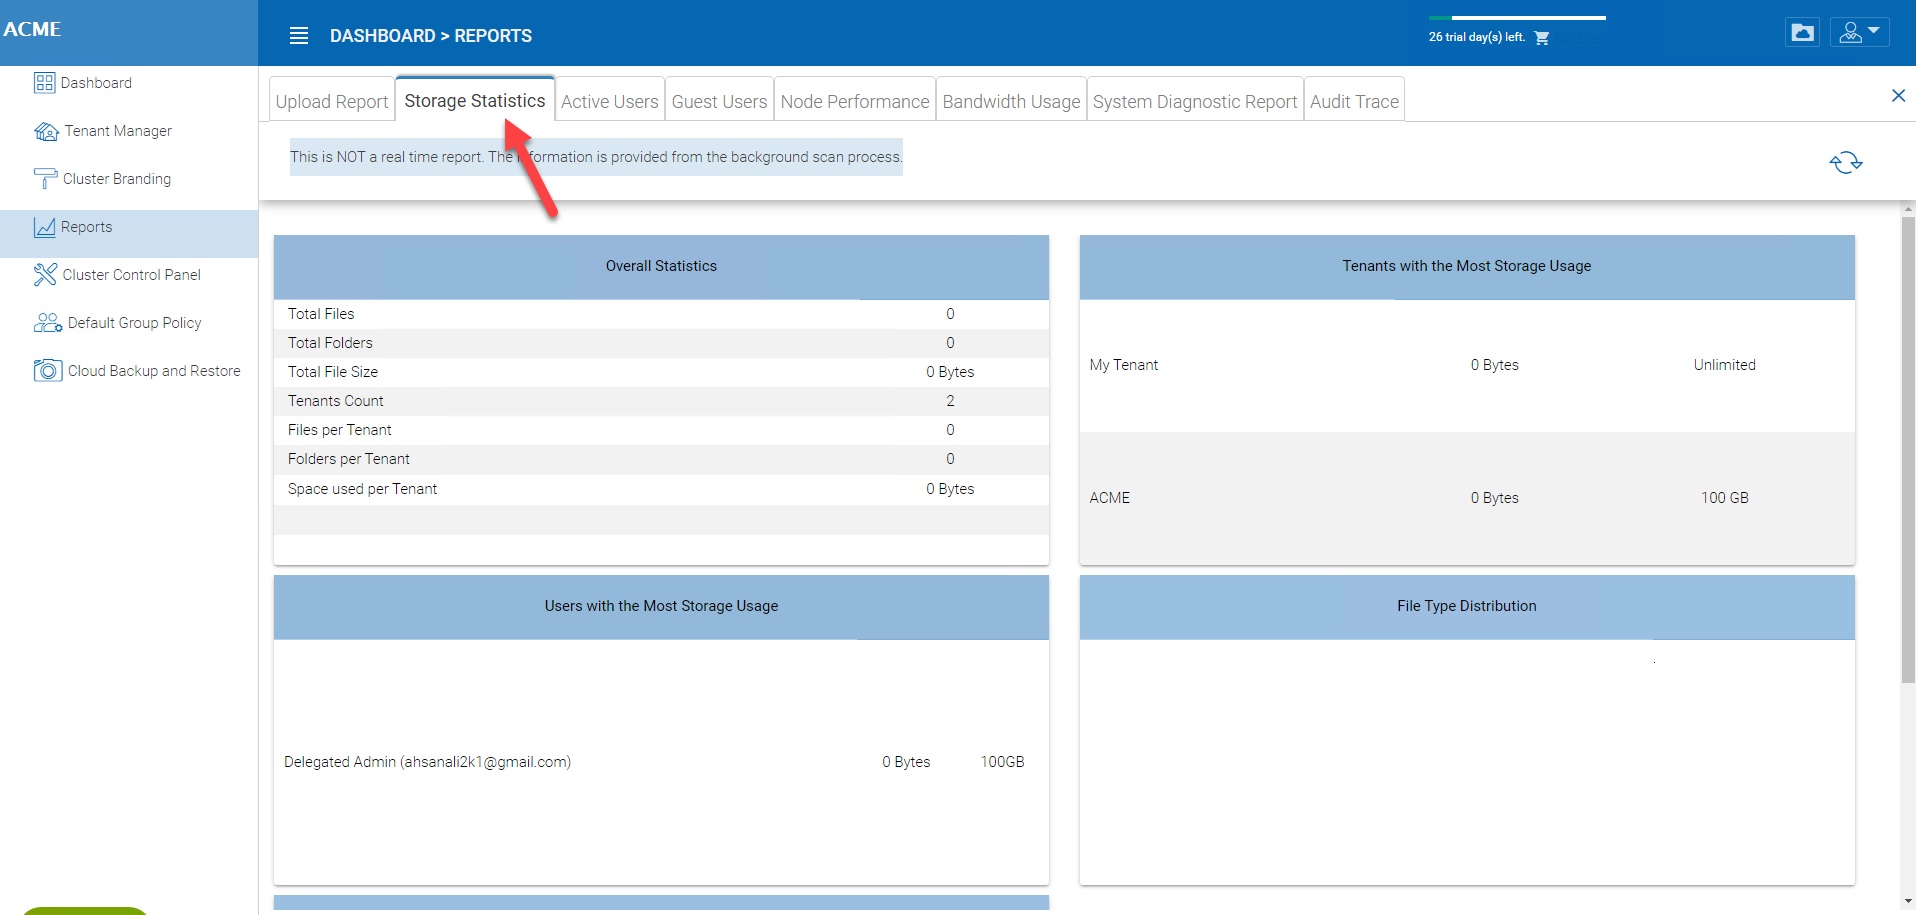 ACME
DASHBOARD > REPORTS
26 trial day(s) left.
Dashboard
Tenant Manager
Cluster Branding
Reports
Cluster Control Panel
Default Group Policy
Cloud Backup and Restore
Upload Report Storage Statistics Active Users Guest Users Node Performance Bandwidth Usage System Diagnostic Report Audit Trace
This is NOT a real time report. The information is provided from the background scan process.
Overall Statistics
Total Files 0
Total Folders 0
Total File Size 0 Bytes
Tenants Count 2
Files per Tenant 0
Folders per Tenant 0
Space used per Tenant 0 Bytes
Tenants with the Most Storage Usage
My Tenant 0 Bytes Unlimited
ACME 0 Bytes 100 GB
Users with the Most Storage Usage
Delegated Admin (ahsanali2k1@gmail.com) 0 Bytes 100GB
File Type Distribution